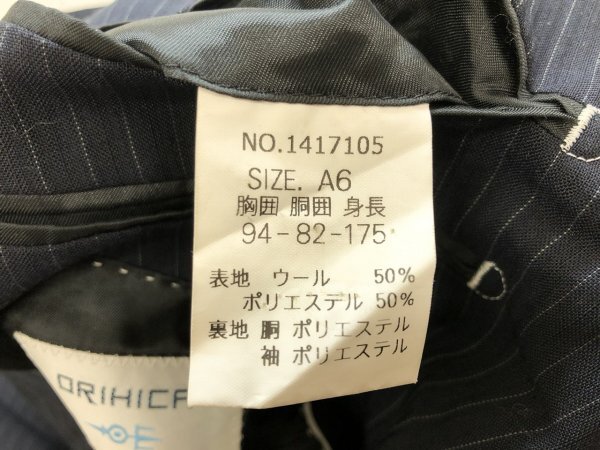 NO.1417105
SIZE. A6
胸囲 胴囲 身長
94-82-175
表地 ウール 50%
ポリエステル 50%
裏地 胴 ポリエステル
袖 ポリエステル
ORIHICA